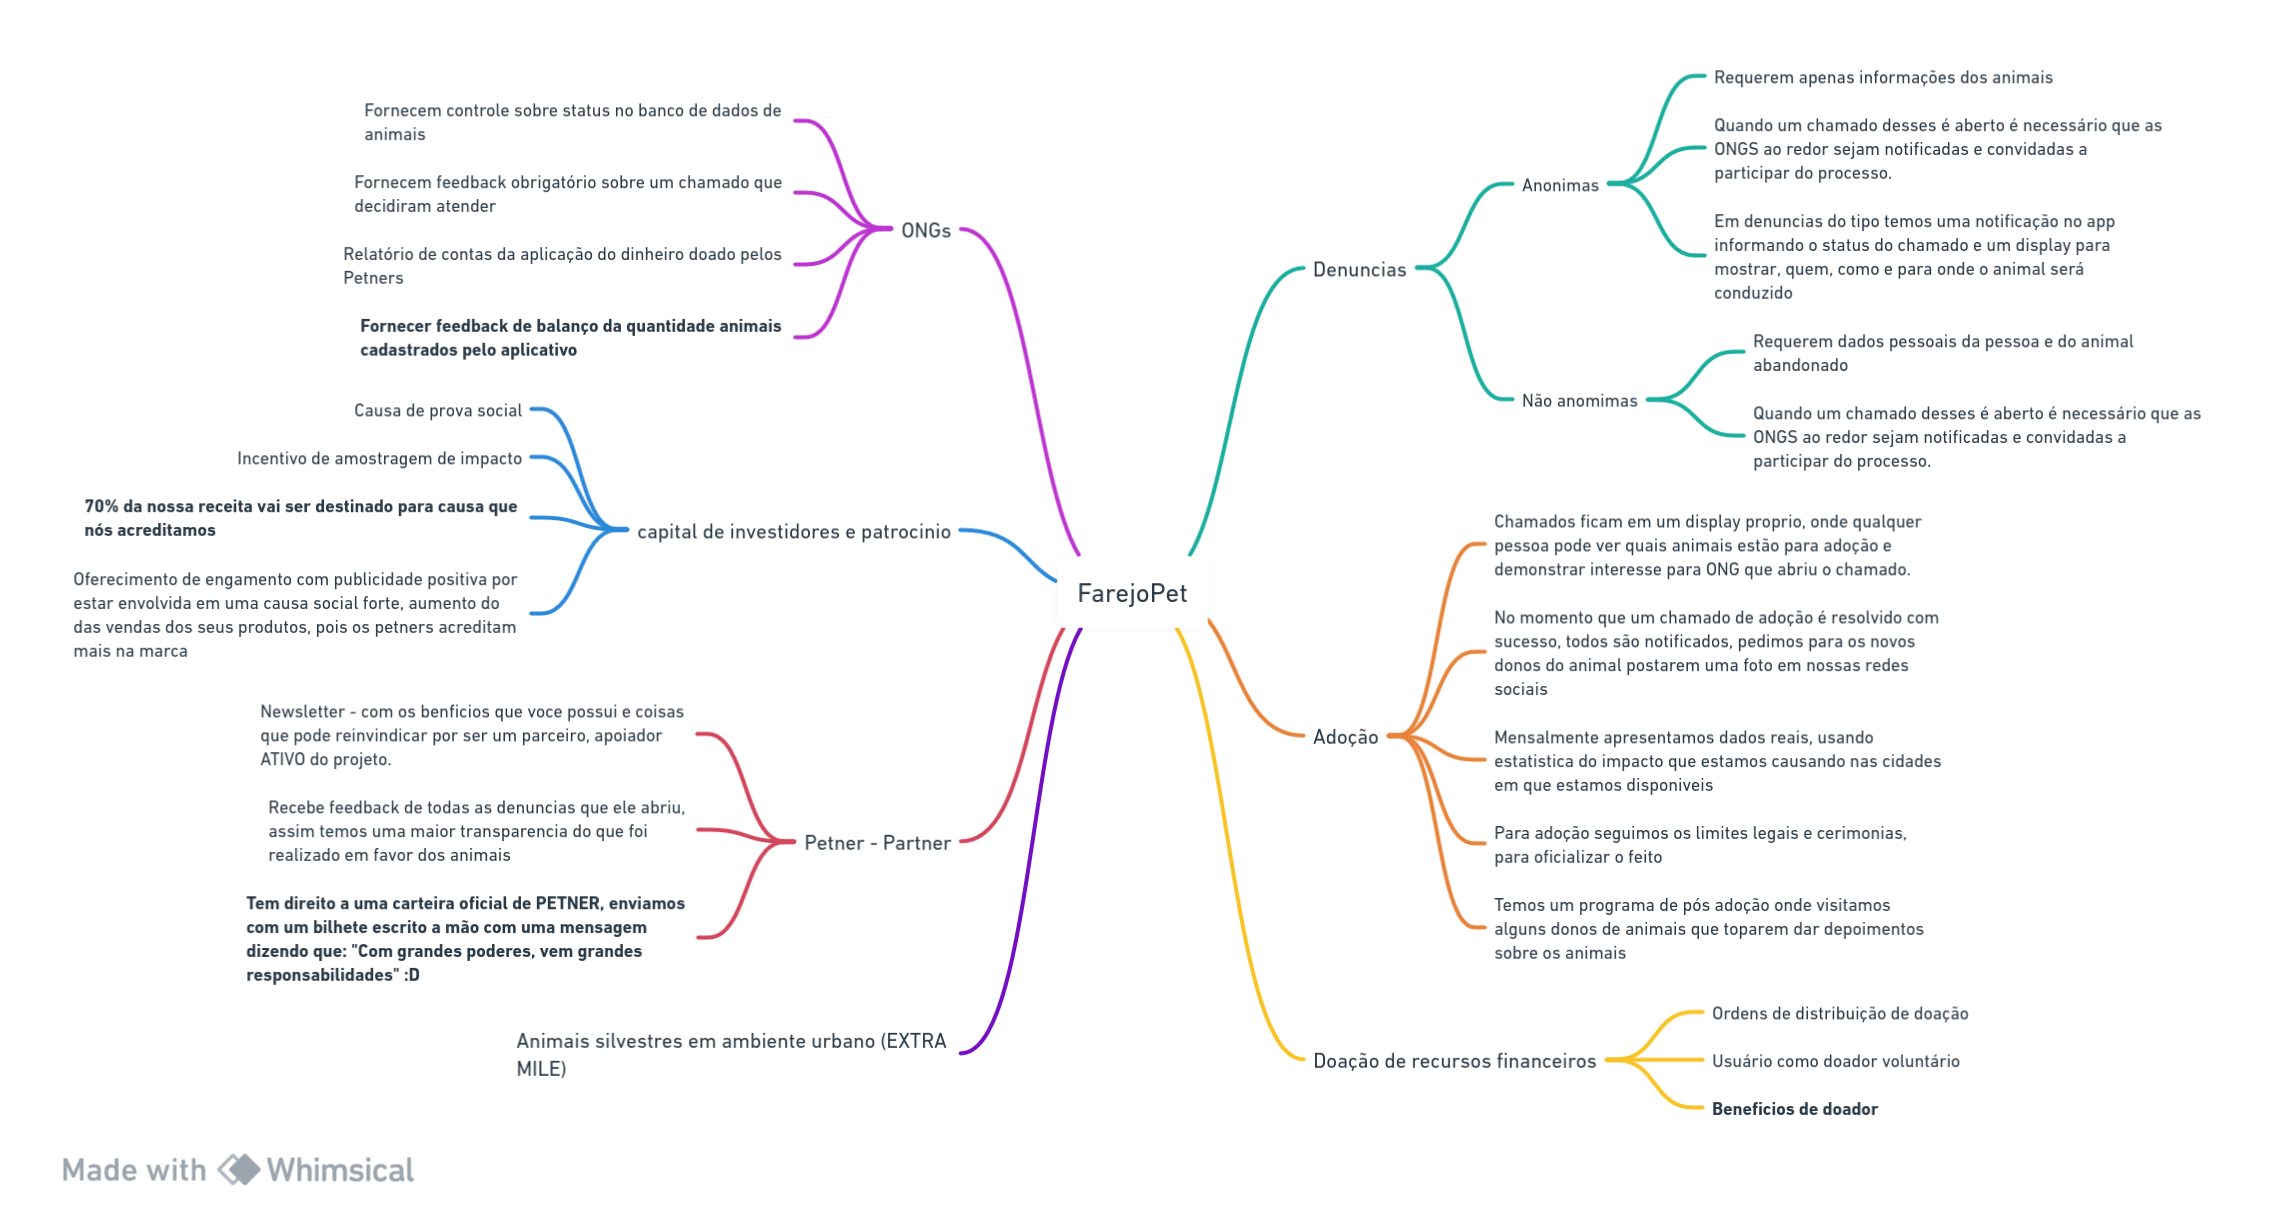 FarejoPet
ONGs
Fornecem controle sobre status no banco de dados de
animais
Fornecem feedback obrigatório sobre um chamado que
decidiram atender
Relatório de contas da aplicação do dinheiro doado pelos
Petners
Fornecer feedback de balanço da quantidade animais
cadastrados pelo aplicativo
capital de investidores e patrocinio
Causa de prova social
Incentivo de amostragem de impacto
70% da nossa receita vai ser destinado para causa que
nós acreditamos
Oferecimento de engamento com publicidade positiva por
estar envolvida em uma causa social forte, aumento do
das vendas dos seus produtos, pois os petners acreditam
mais na marca
Petner - Partner
Newsletter - com os benficios que voce possui e coisas
que pode reinvindicar por ser um parceiro, apoiador
ATIVO do projeto.
Recebe feedback de todas as denuncias que ele abriu,
assim temos uma maior transparencia do que foi
realizado em favor dos animais
Tem direito a uma carteira oficial de PETNER, enviamos
com um bilhete escrito a mão com uma mensagem
dizendo que: "Com grandes poderes, vem grandes
responsabilidades" :D
Animais silvestres em ambiente urbano (EXTRA
MILE)
Denuncias
Anonimas
Requerem apenas informações dos animais
Quando um chamado desses é aberto é necessário que as
ONGS ao redor sejam notificadas e convidadas a
participar do processo.
Em denuncias do tipo temos uma notificação no app
informando o status do chamado e um display para
mostrar, quem, como e para onde o animal será
conduzido
Não anomimas
Requerem dados pessoais da pessoa e do animal
abandonado
Quando um chamado desses é aberto é necessário que as
ONGS ao redor sejam notificadas e convidadas a
participar do processo.
Adoção
Chamados ficam em um display proprio, onde qualquer
pessoa pode ver quais animais estão para adoção e
demonstrar interesse para ONG que abriu o chamado.
No momento que um chamado de adoção é resolvido com
sucesso, todos são notificados, pedimos para os novos
donos do animal postarem uma foto em nossas redes
sociais
Mensalmente apresentamos dados reais, usando
estatistica do impacto que estamos causando nas cidades
em que estamos disponiveis
Para adoção seguimos os limites legais e cerimonias,
para oficializar o feito
Temos um programa de pós adoção onde visitamos
alguns donos de animais que toparem dar depoimentos
sobre os animais
Doação de recursos financeiros
Ordens de distribuição de doação
Usuário como doador voluntário
Beneficios de doador
Made with Whimsical